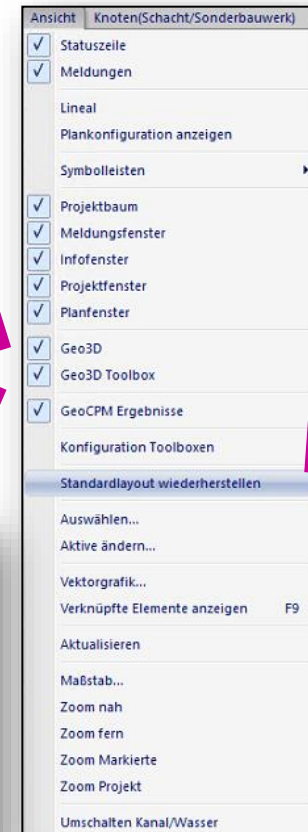 Ansicht Knoten(Schacht/Sonderbauwerk)
Statuszeile
Meldungen
Lineal
Plankonfiguration anzeigen
Symbolleisten
Projektbaum
Meldungsfenster
Infofenster
Projektfenster
Planfenster
Geo3D
Geo3D Toolbox
GeoCPM Ergebnisse
Konfiguration Toolboxen
Standardlayout wiederherstellen
Auswählen...
Aktive ändern...
Vektorgrafik...
Verknüpfte Elemente anzeigen F9
Aktualisieren
Maßstab...
Zoom nah
Zoom fern
Zoom Markierte
Zoom Projekt
Umschalten Kanal/Wasser